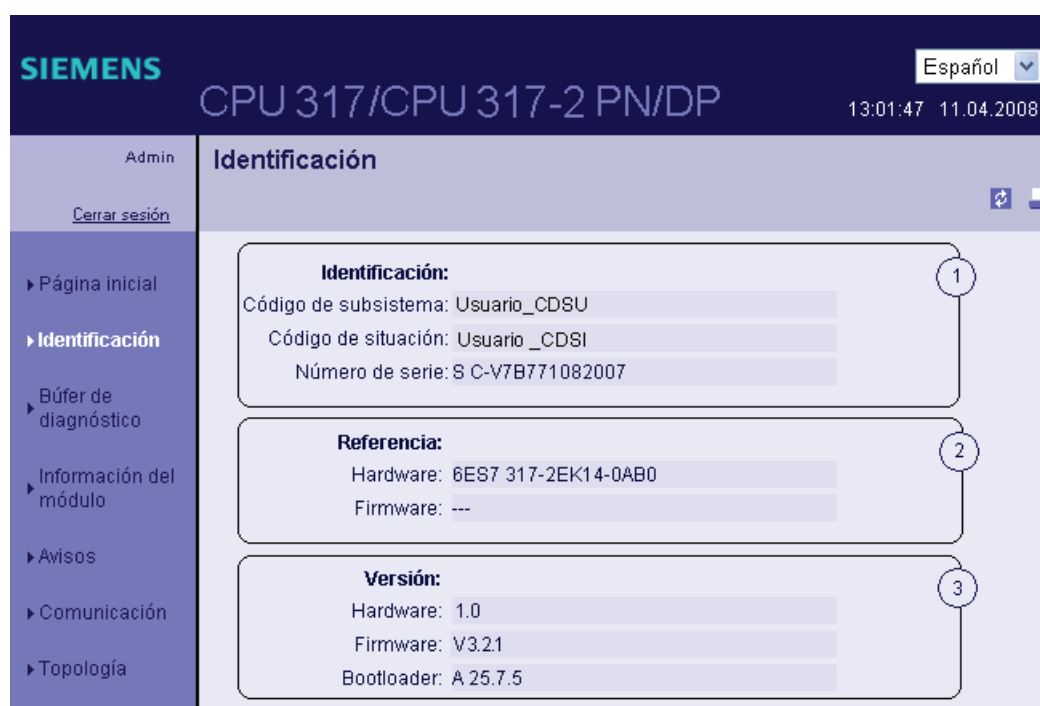 SIEMENS
CPU 317/CPU 317-2 PN/DP
Español
13:01:47 11.04.2008
Admin
Cerrar sesión
Identificación
Página inicial
Identificación
Búfer de
diagnóstico
Información del
módulo
Avisos
Comunicación
Topología
Identificación:
1
Código de subsistema: Usuario_CDSU
Código de situación: Usuario _CDSI
Número de serie: S C-V7B771082007
Referencia:
2
Hardware: 6ES7 317-2EK14-0AB0
Firmware: ---
Versión:
3
Hardware: 1.0
Firmware: V3.2.1
Bootloader: A 25.7.5